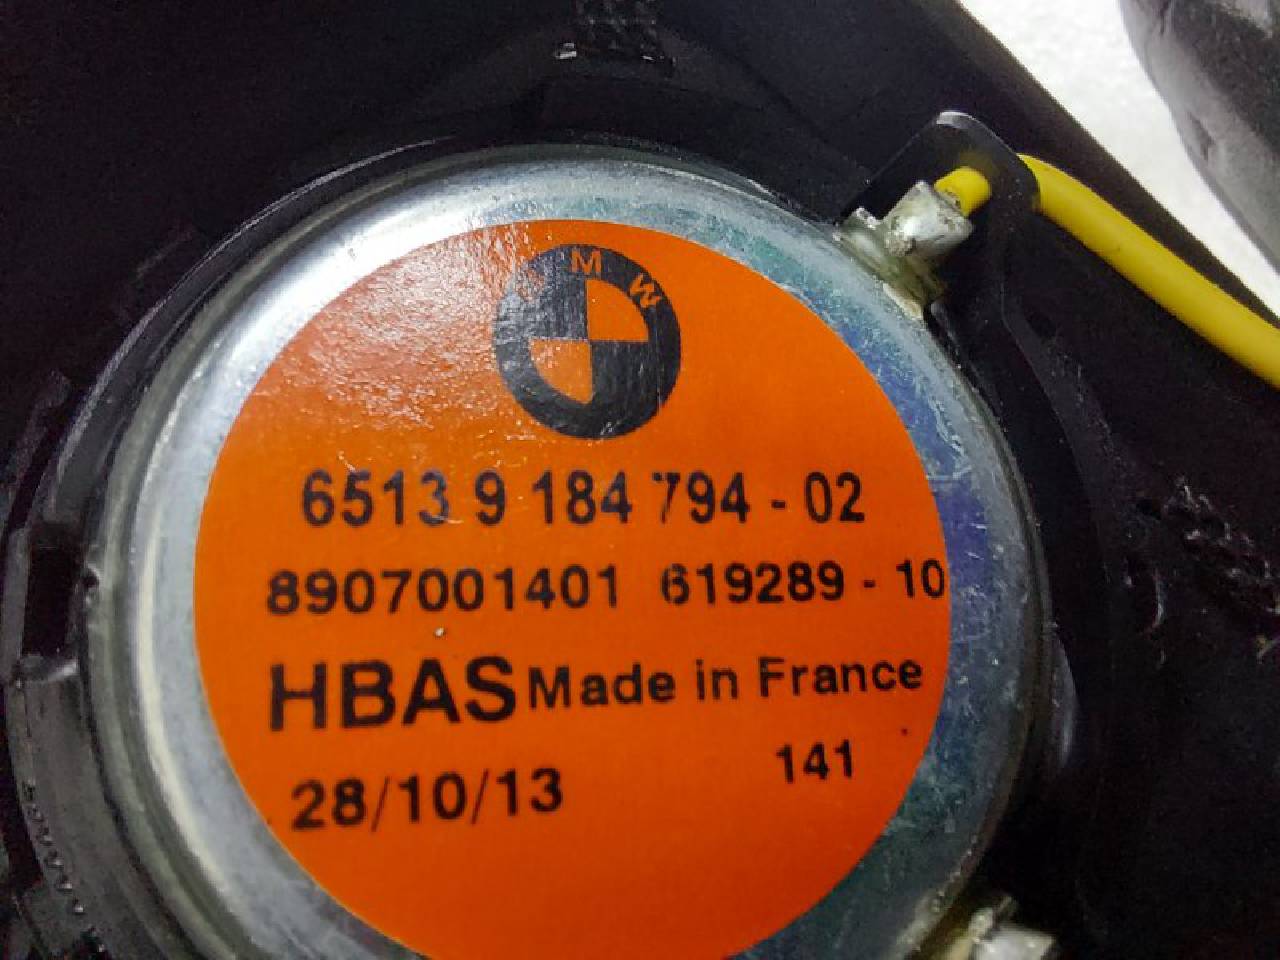 BMW
6513 9 184 794 - 02
8907001401 619289 - 10
HBAS Made in France
28/10/13 141